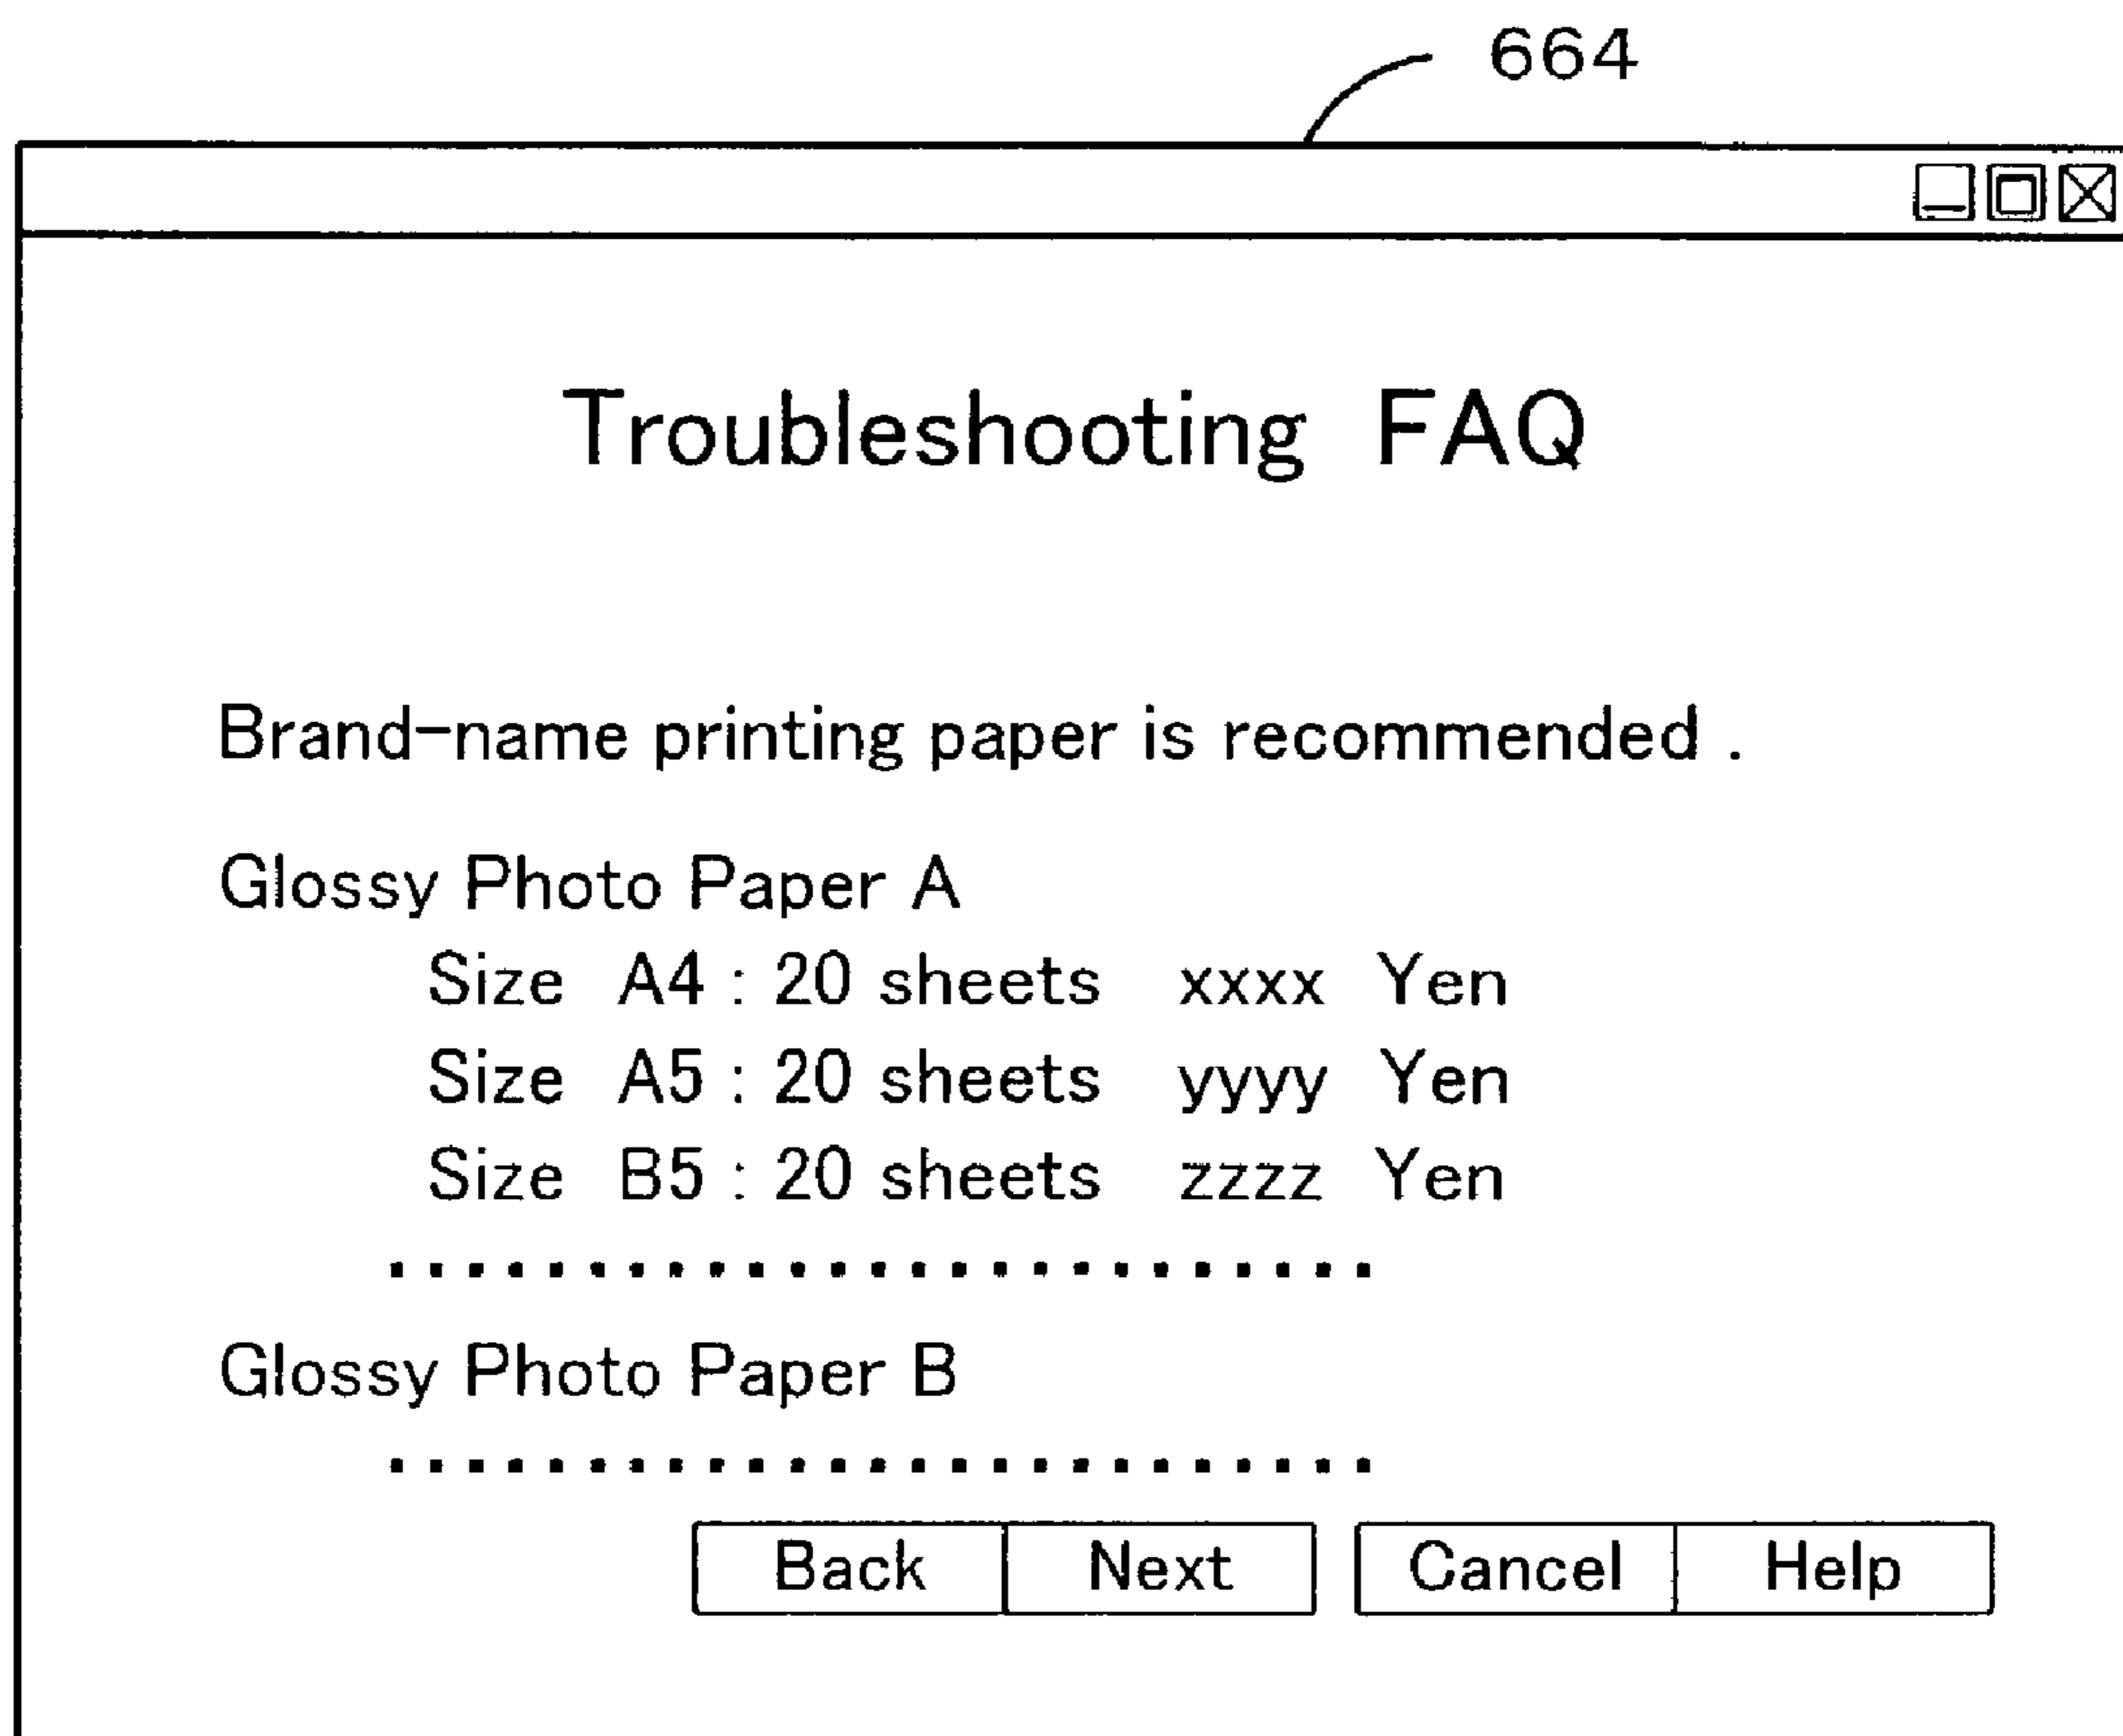 664
Troubleshooting FAQ
Brand-name printing paper is recommended .
Glossy Photo Paper A
Size A4 : 20 sheets xxxx Yen
Size A5 : 20 sheets yyyy Yen
Size B5 : 20 sheets zzzz Yen
.........................
Glossy Photo Paper B
.........................
Back Next Cancel Help